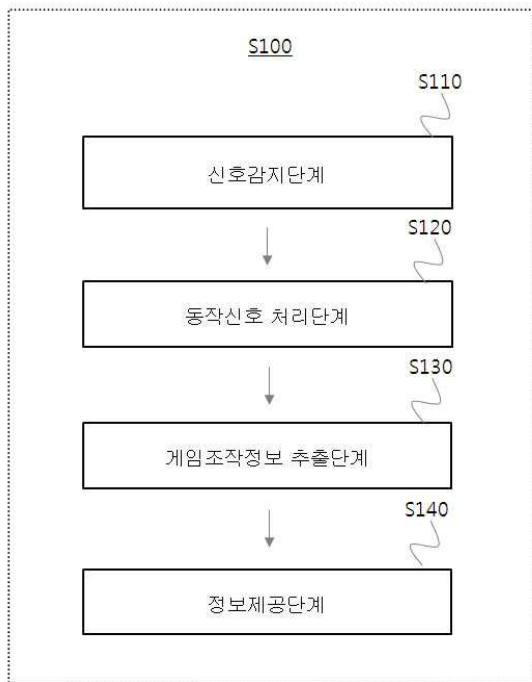 S100
S110
신호감지단계
S120
동작신호 처리단계
S130
게임조작정보 추출단계
S140
정보제공단계